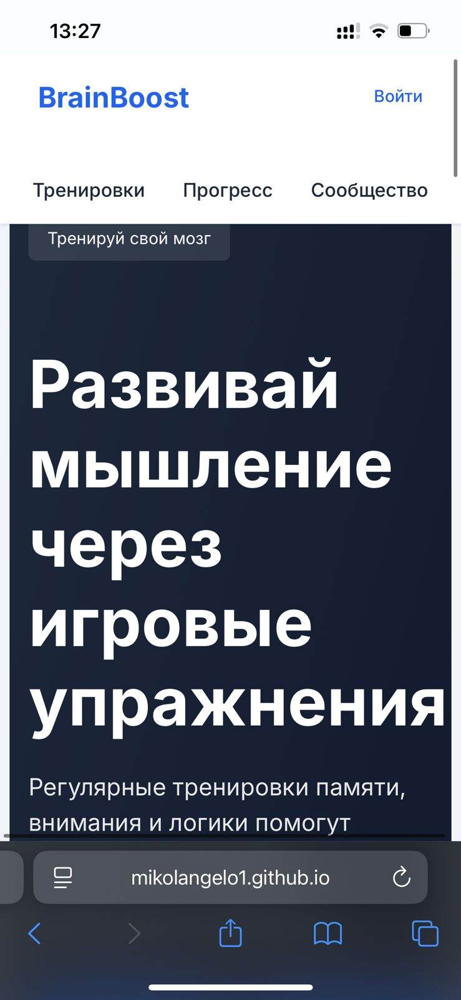 13:27
BrainBoost
Войти
Тренировки Прогресс Сообщество
Тренируй свой мозг
Развивай
мышление
через
игровые
упражнения
Регулярные тренировки памяти,
внимания и логики помогут
mikolangelo1.github.io